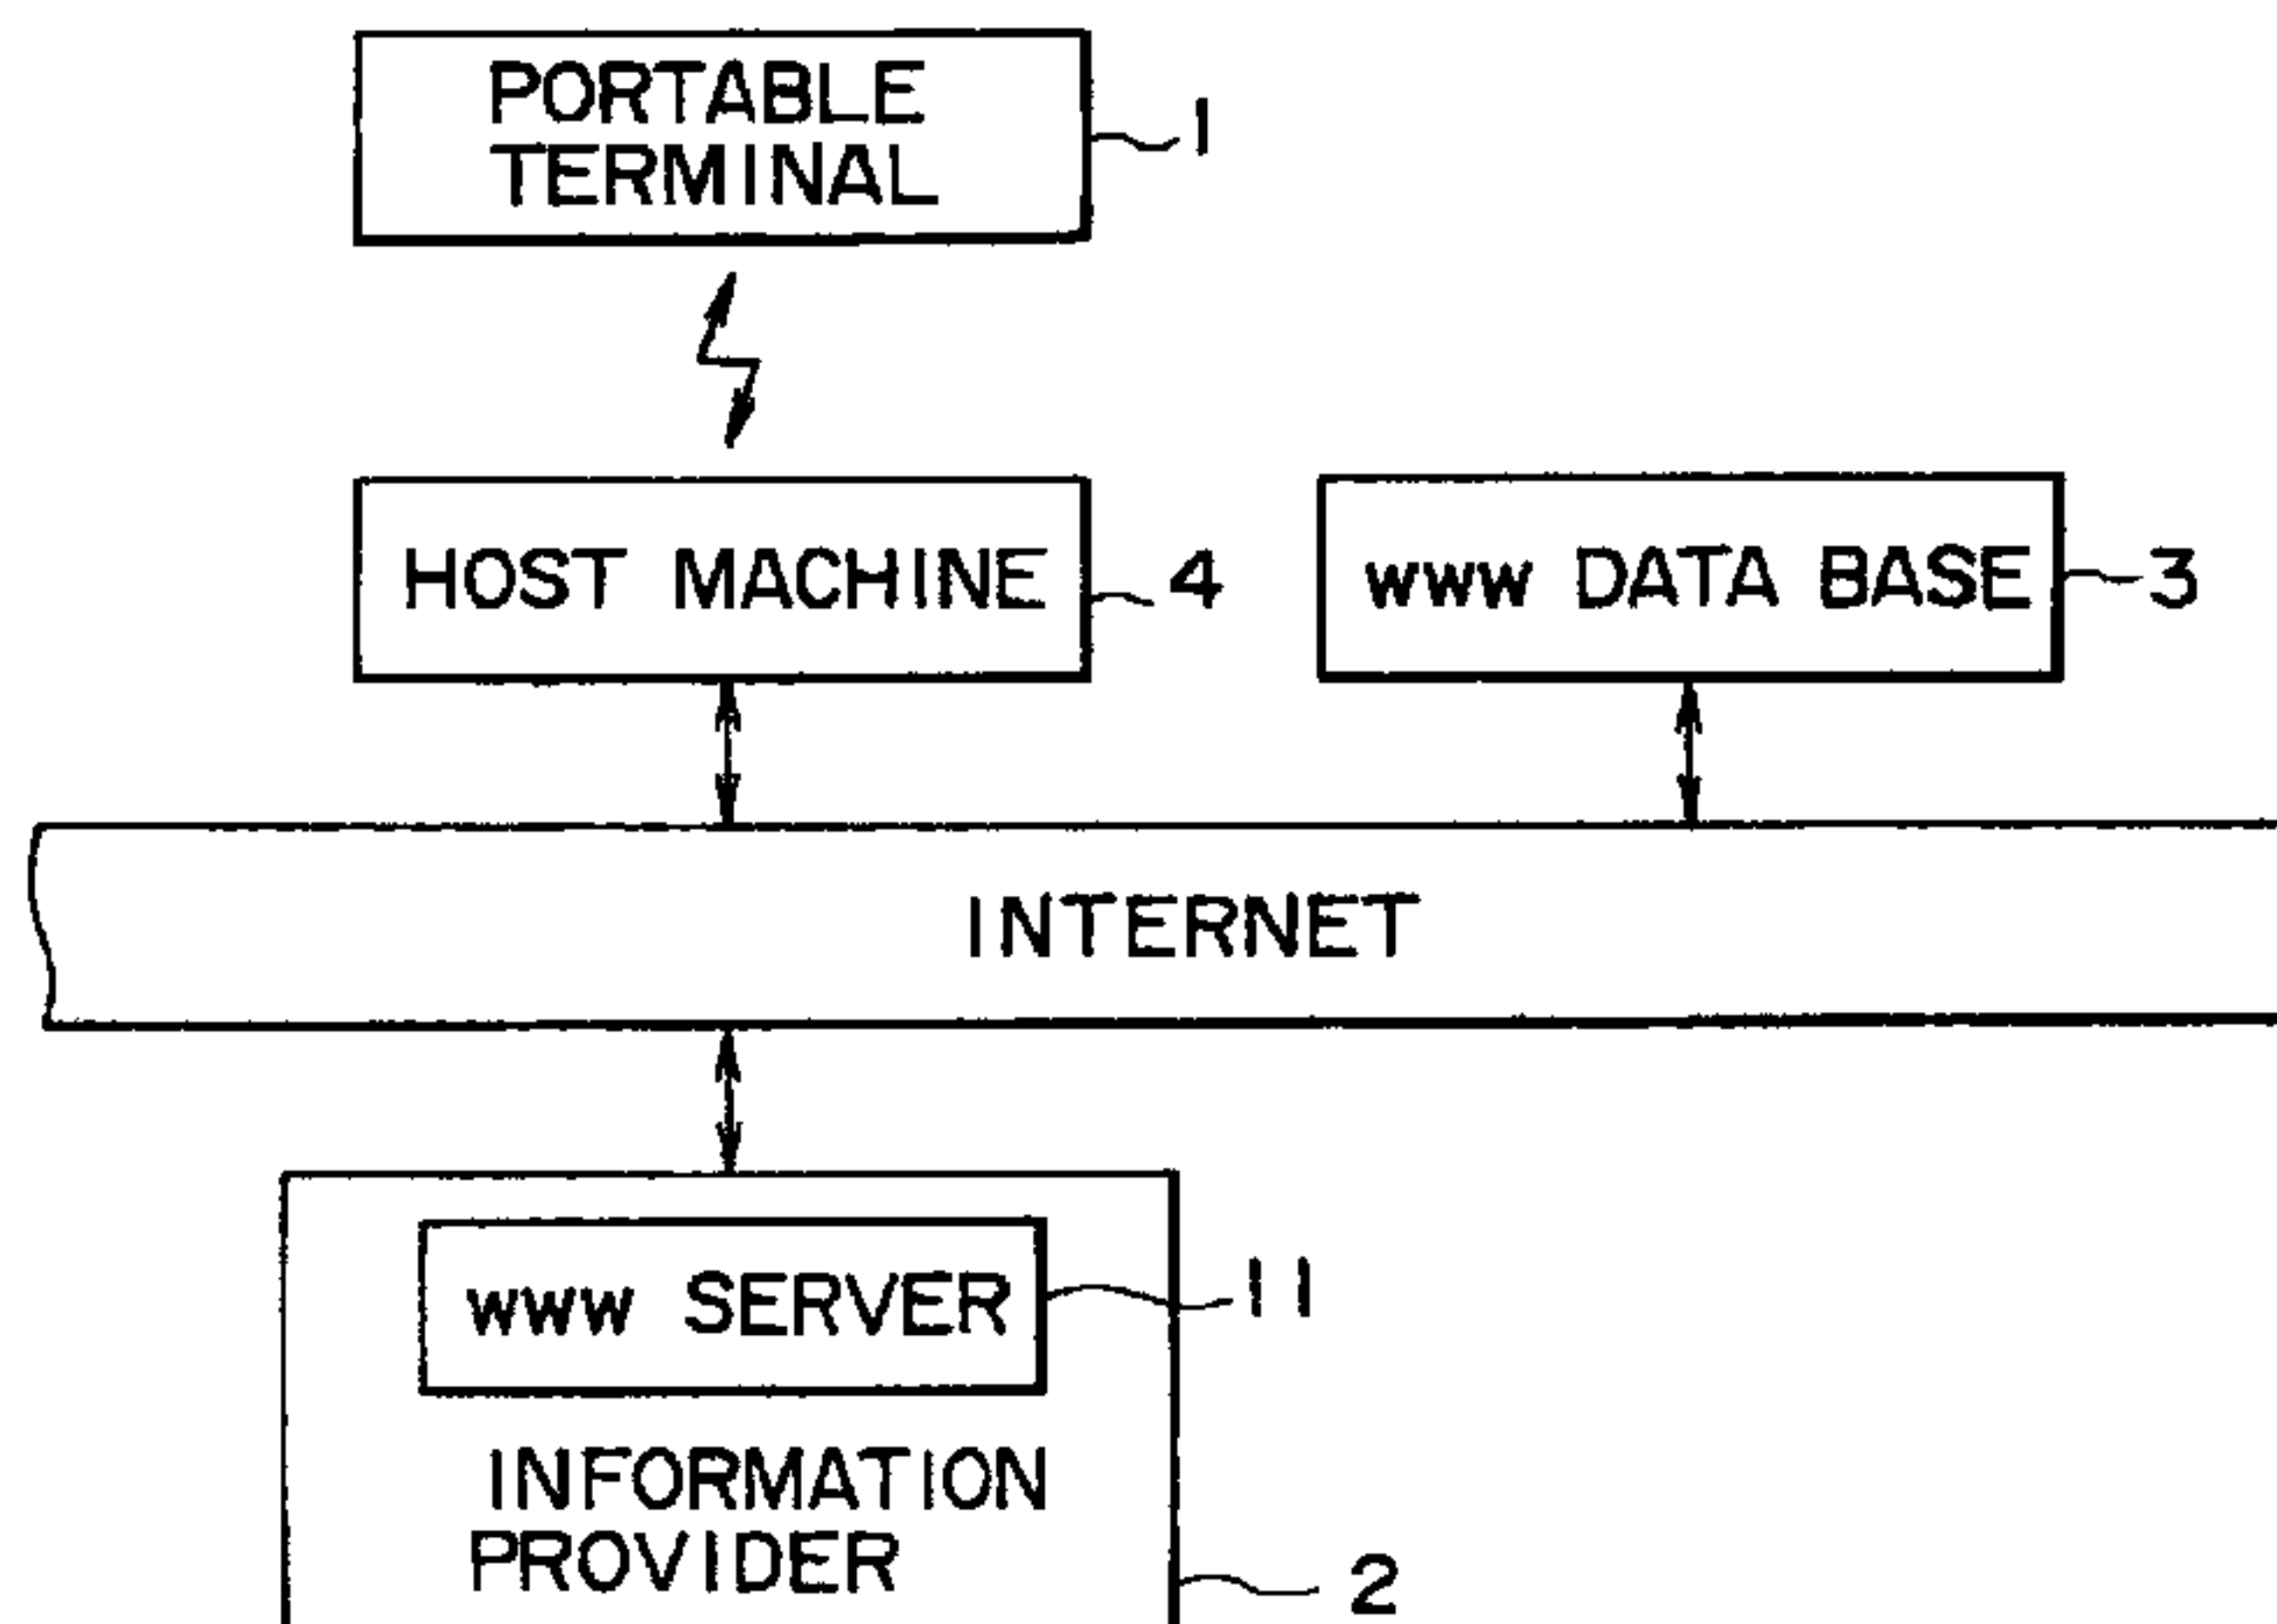 PORTABLE
TERMINAL
1
HOST MACHINE
4
www DATA BASE
3
INTERNET
www SERVER
11
INFORMATION
PROVIDER
2